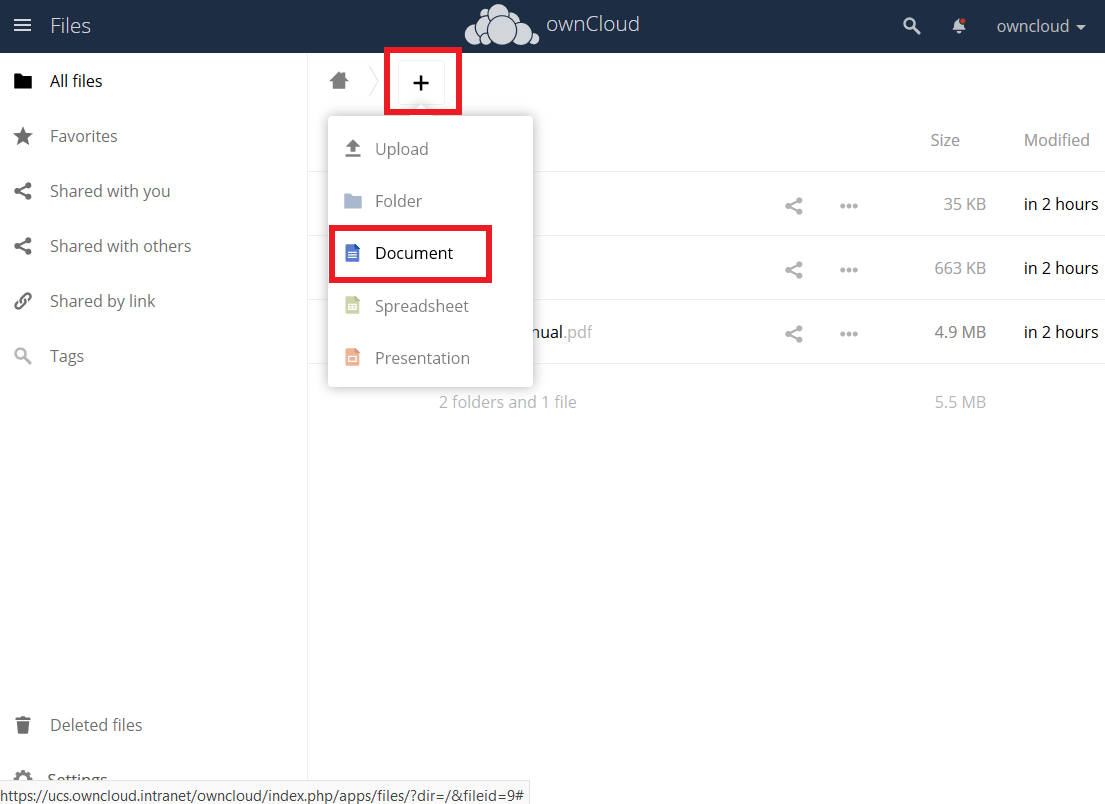 Files
ownCloud
owncloud
All files
Favorites
Shared with you
Shared with others
Shared by link
Tags
Deleted files
Settings
+
Upload
Folder
Document
Spreadsheet
Presentation
Size Modified
35 KB in 2 hours
663 KB in 2 hours
nual.pdf 4.9 MB in 2 hours
2 folders and 1 file 5.5 MB
https://ucs.owncloud.intranet/owncloud/index.php/apps/files/?dir=/&fileid=9#